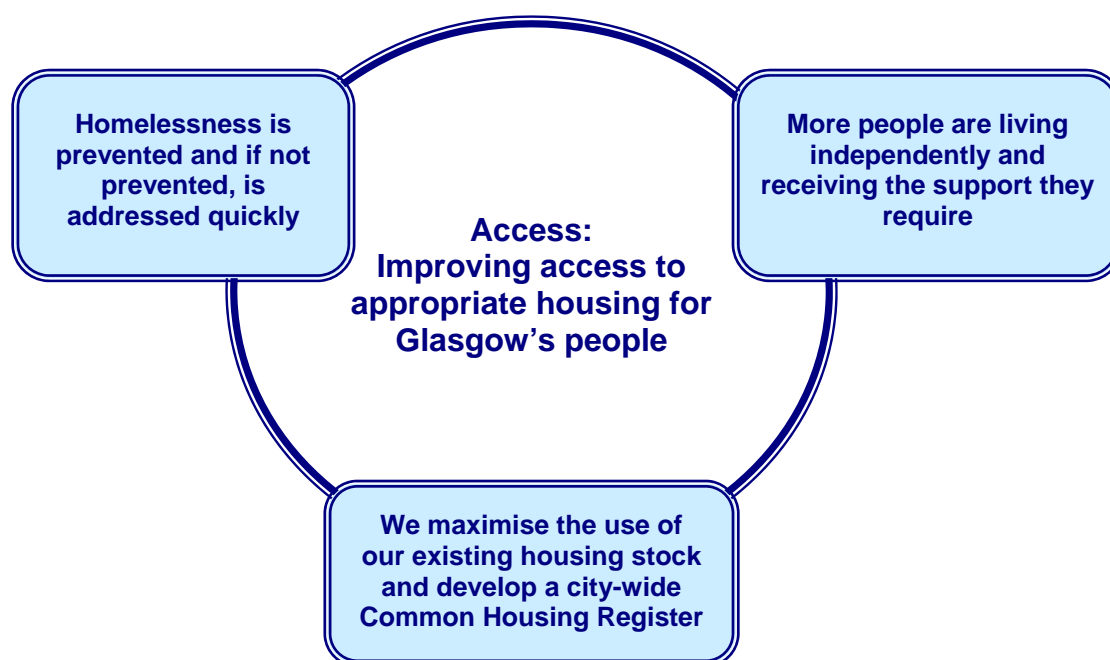 Homelessness is
prevented and if not
prevented, is
addressed quickly
More people are living
independently and
receiving the support they
require
Access:
Improving access to
appropriate housing for
Glasgow’s people
We maximise the use of
our existing housing stock
and develop a city-wide
Common Housing Register